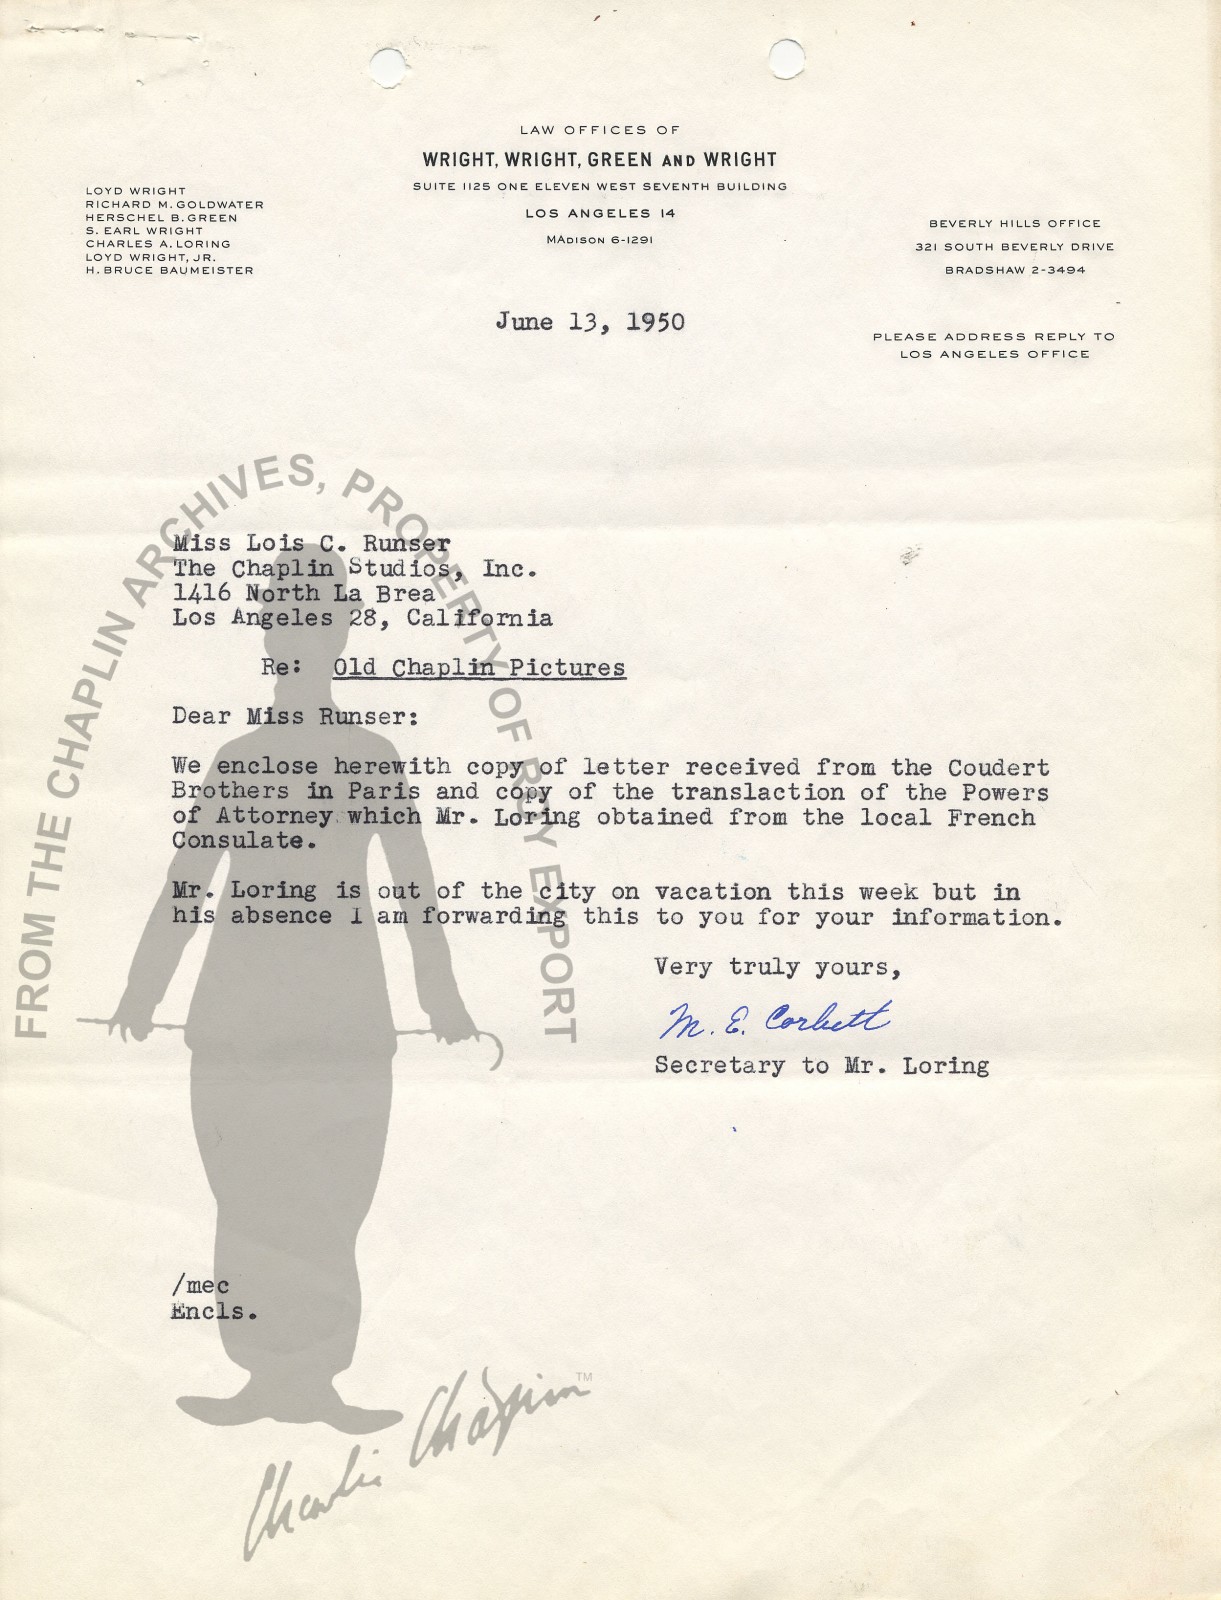 LAW OFFICES OF
WRIGHT, WRIGHT, GREEN AND WRIGHT
SUITE 1125 ONE ELEVEN WEST SEVENTH BUILDING
LOS ANGELES 14
MADISON 6-1291
LOYD WRIGHT
RICHARD M. GOLDWATER
HERSCHEL B. GREEN
S. EARL WRIGHT
CHARLES A. LORING
LOYD WRIGHT, JR.
H. BRUCE BAUMEISTER
BEVERLY HILLS OFFICE
321 SOUTH BEVERLY DRIVE
BRADSHAW 2-3494
June 13, 1950
PLEASE ADDRESS REPLY TO
LOS ANGELES OFFICE
Miss Lois C. Runser
The Chaplin Studios, Inc.
1416 North La Brea
Los Angeles 28, California
Re: Old Chaplin Pictures
Dear Miss Runser:
We enclose herewith copy of letter received from the Coudert
Brothers in Paris and copy of the translaction of the Powers
of Attorney which Mr. Loring obtained from the local French
Consulate.
Mr. Loring is out of the city on vacation this week but in
his absence I am forwarding this to you for your information.
Very truly yours,
M. E. Corbett
Secretary to Mr. Loring
/mec
Encls.
FROM THE CHAPLIN ARCHIVES, PROPERTY OF ROY EXPORT
Charlie Chaplin TM